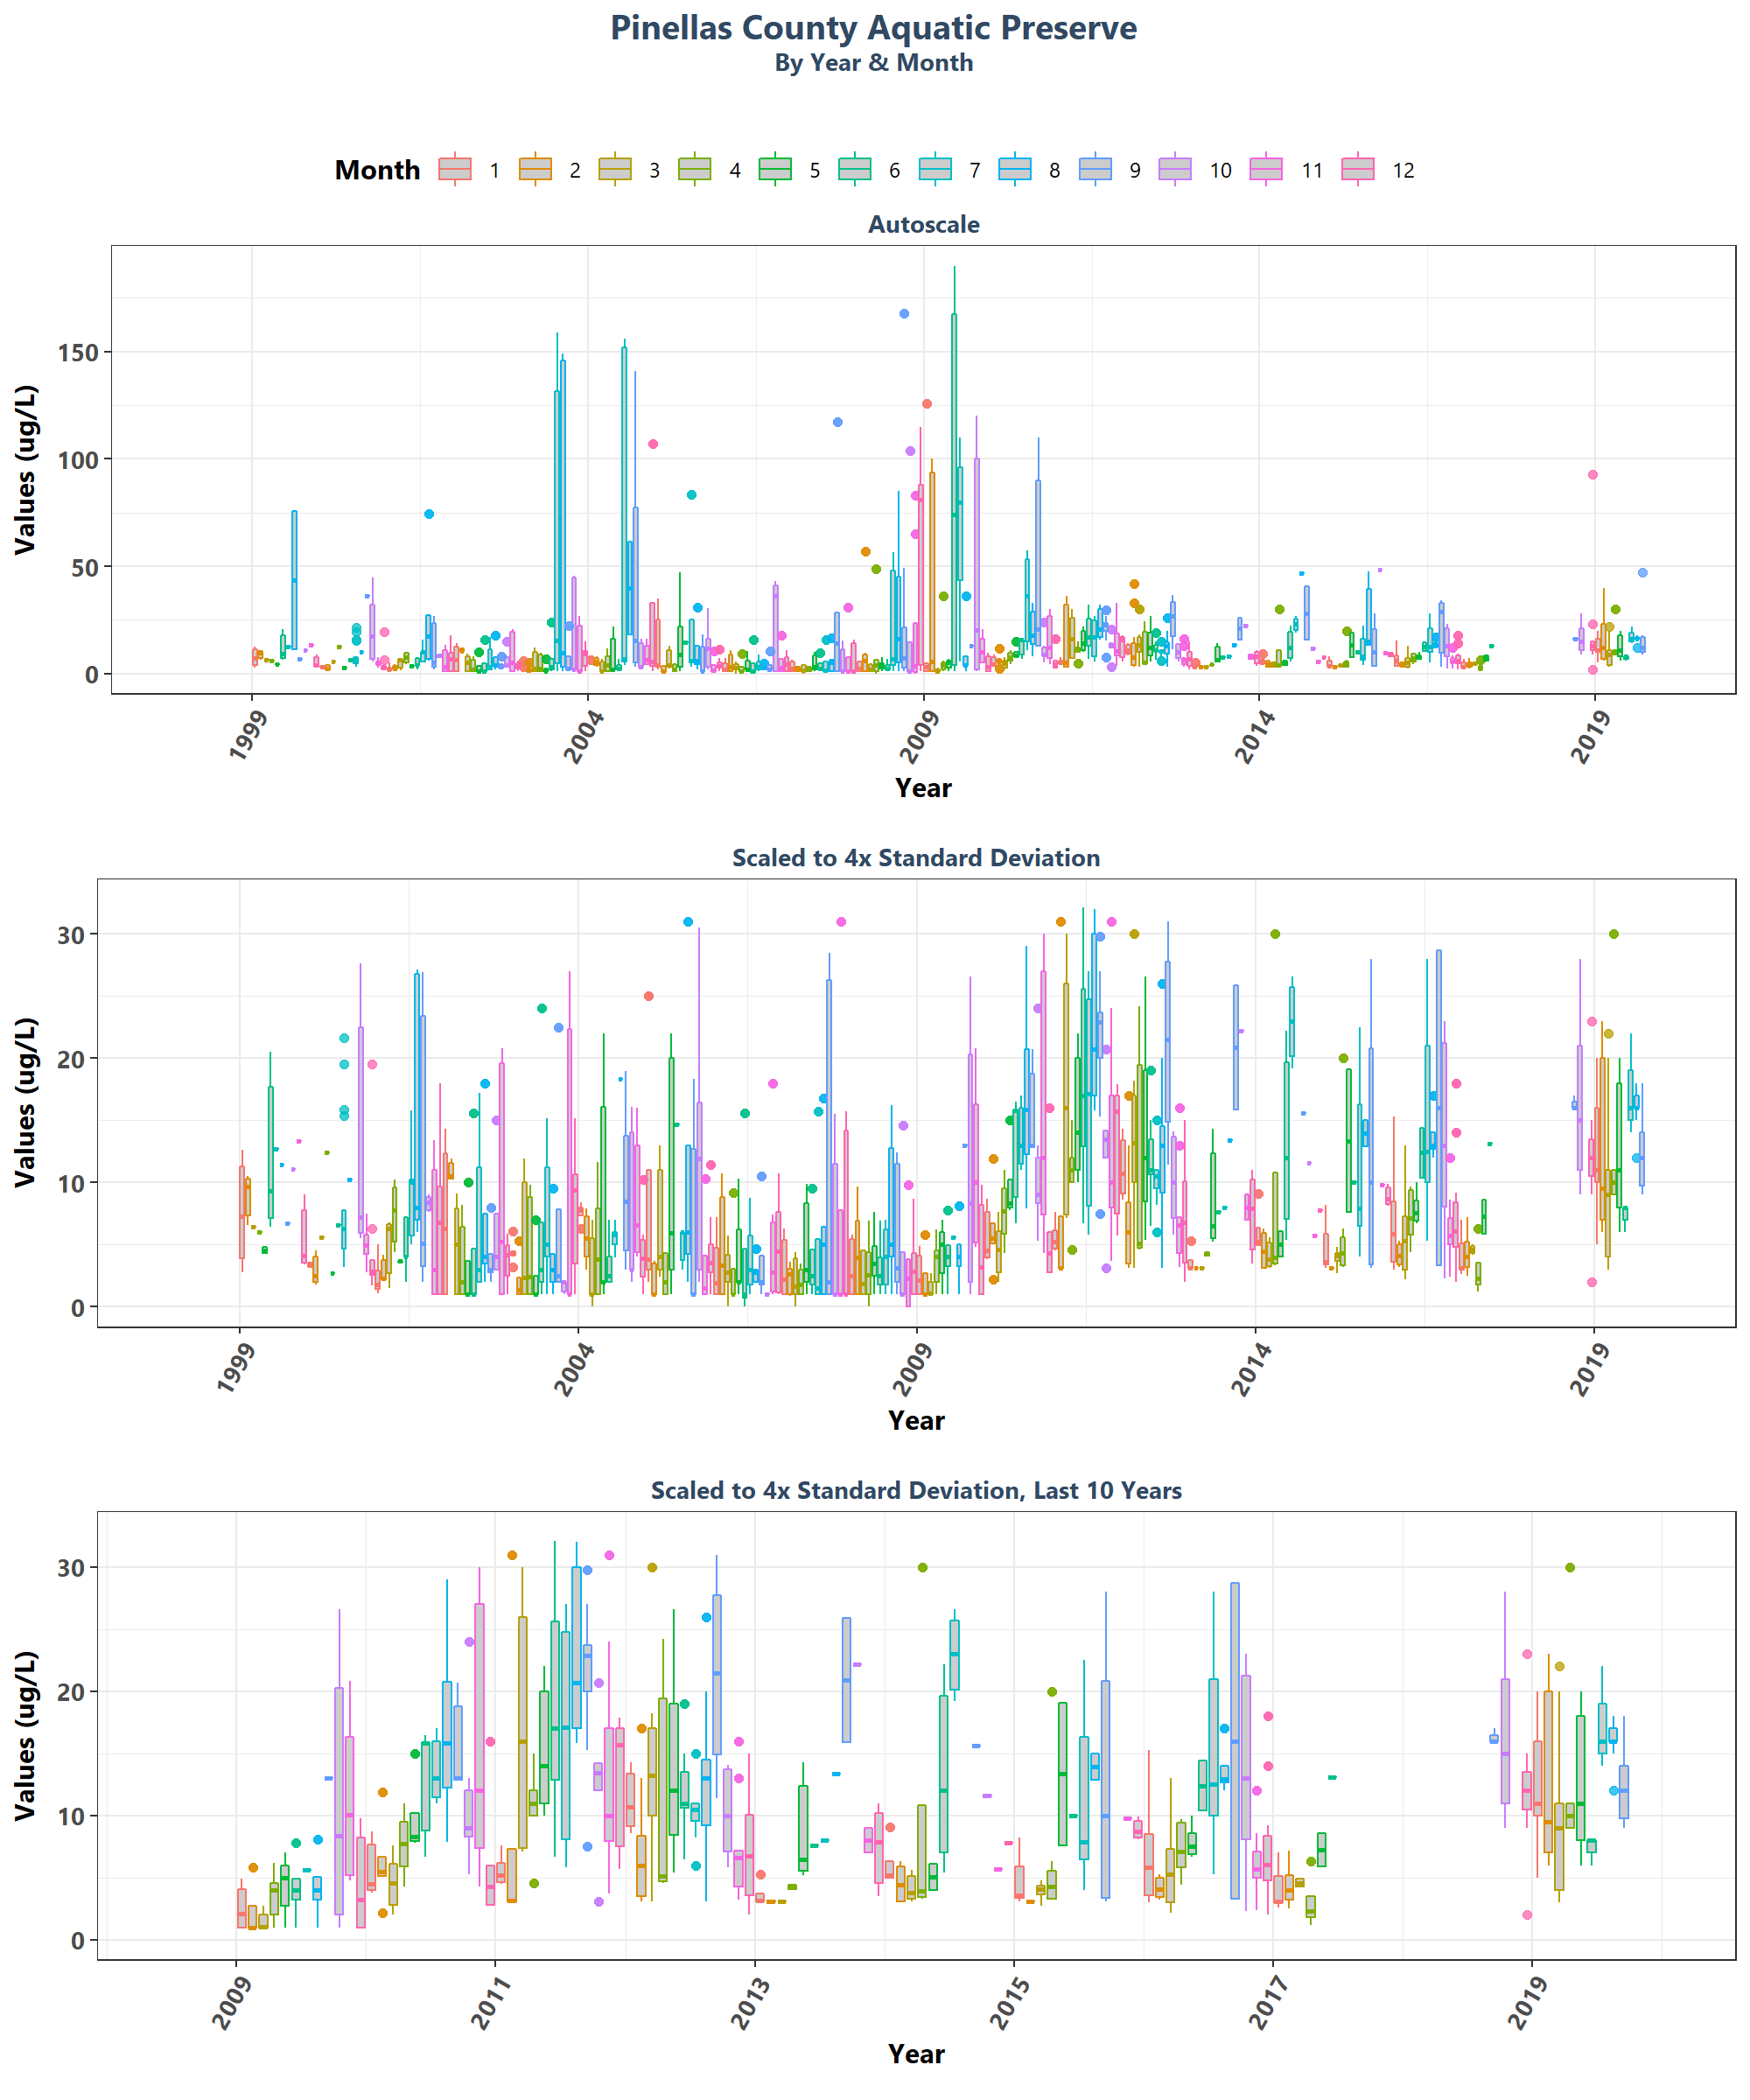 Pinellas County Aquatic Preserve
By Year & Month
Month 1 2 3 4 5 6 7 8 9 10 11 12
Autoscale
Values (ug/L)
150
100
50
0
1999 2004 2009 2014 2019
Year
Scaled to 4x Standard Deviation
Values (ug/L)
30
20
10
0
1999 2004 2009 2014 2019
Year
Scaled to 4x Standard Deviation, Last 10 Years
Values (ug/L)
30
20
10
0
2009 2011 2013 2015 2017 2019
Year